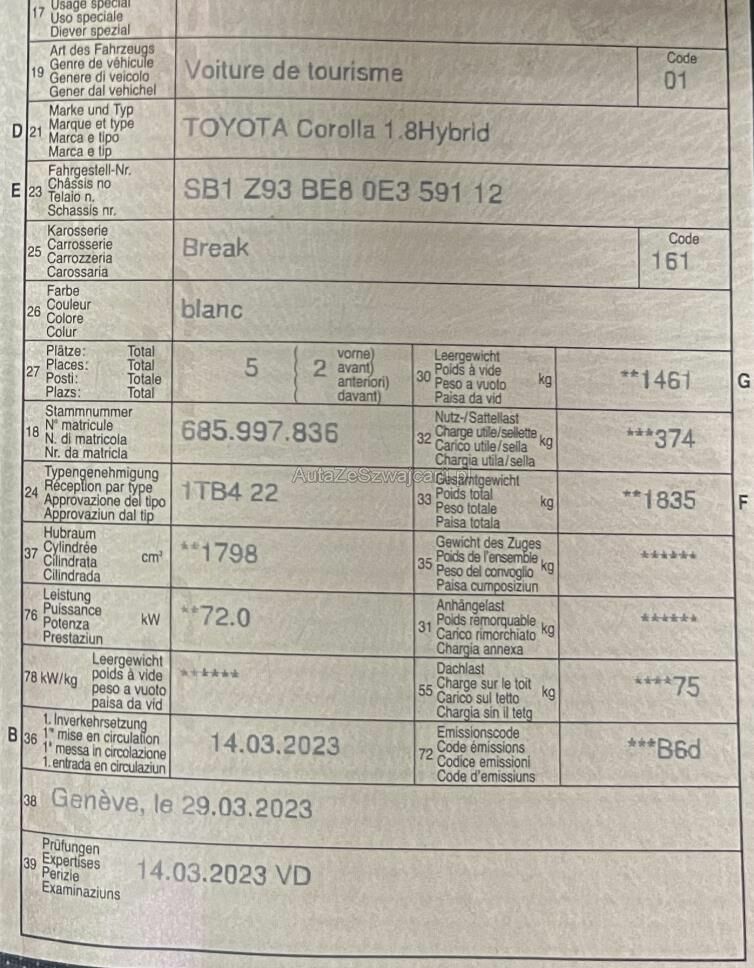 17 Usage spécial
Uso speciale
Diever spezial
19 Art des Fahrzeugs
Genre de véhicule
Genere di veicolo
Gener dal vehichel
Voiture de tourisme
Code
01
D 21 Marke und Typ
Marque et type
Marca e tipo
Marca e tip
TOYOTA Corolla 1.8Hybrid
E 23 Fahrgestell-Nr.
Châssis no
Telaio n.
Schassis nr.
SB1 Z93 BE8 0E3 591 12
25 Karosserie
Carrosserie
Carrozzeria
Carossaria
Break
Code
161
26 Farbe
Couleur
Colore
Colur
blanc
27 Plätze: Total
Places: Total
Posti: Totale
Plazs: Total
5 ( 2 vorne)
avant)
anteriori)
davant)
30 Leergewicht
Poids à vide
Peso a vuoto
Paisa da vid
kg
**1461 G
18 Stammnummer
N° matricule
N. di matricola
Nr. da matricla
685.997.836
32 Nutz-/Sattellast
Charge utile/sellette
Carico utile/sella
Chargia utila/sella
kg
***374
24 Typengenehmigung
Réception par type
Approvazione del tipo
Approvaziun dal tip
1TB4 22
AutaZeSzwajcarii.pl
33 Gesamtgewicht
Poids total
Peso totale
Paisa totala
kg
**1835 F
37 Hubraum
Cylindrée
Cilindrata
Cilindrada
cm³
**1798
35 Gewicht des Zuges
Poids de l'ensemble
Peso del convoglio
Paisa cumposiziun
kg
******
76 Leistung
Puissance
Potenza
Prestaziun
kW
**72.0
31 Anhängelast
Poids remorquable
Carico rimorchiato
Chargia annexa
kg
******
78 kW/kg Leergewicht
poids à vide
peso a vuoto
paisa da vid
******
55 Dachlast
Charge sur le toit
Carico sul tetto
Chargia sin il tetg
kg
****75
B 36 1. Inverkehrsetzung
1re mise en circulation
1a messa in circolazione
1. entrada en circulaziun
14.03.2023
72 Emissionscode
Code émissions
Codice emissioni
Code d'emissiuns
***B6d
38 Genève, le 29.03.2023
39 Prüfungen
Expertises
Perizie
Examinaziuns
14.03.2023 VD